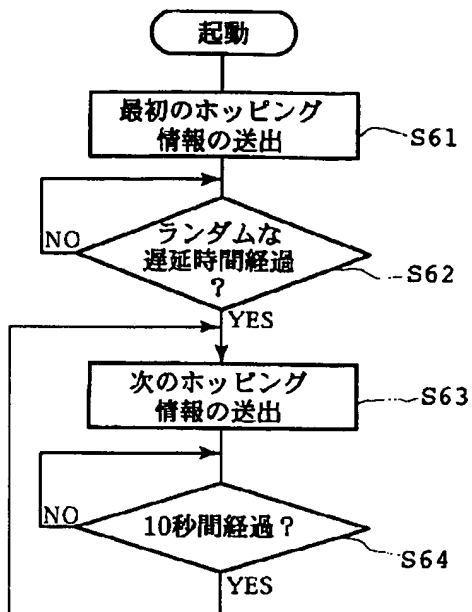 起動
最初のホッピング
情報の送出
S61
NO
ランダムな
遅延時間経過
?
S62
YES
次のホッピング
情報の送出
S63
NO
10秒間経過?
S64
YES